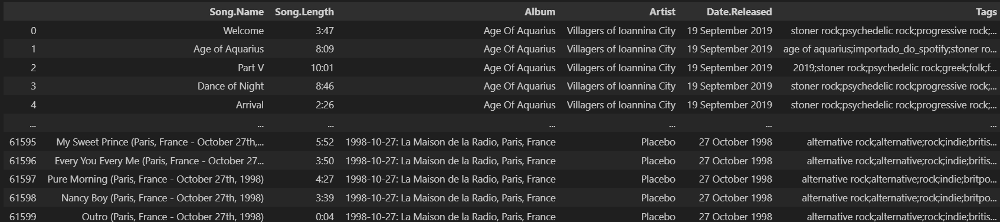 Song.Name Song.Length Album Artist Date.Released Tags
0 Welcome 3:47 Age Of Aquarius Villagers of Ioannina City 19 September 2019 stoner rock;psychedelic rock;progressive rock;...
1 Age of Aquarius 8:09 Age Of Aquarius Villagers of Ioannina City 19 September 2019 age of aquarius;importado_do_spotify;stoner ro...
2 Part V 10:01 Age Of Aquarius Villagers of Ioannina City 19 September 2019 2019;stoner rock;psychedelic rock;greek;folk;f...
3 Dance of Night 8:46 Age Of Aquarius Villagers of Ioannina City 19 September 2019 stoner rock;psychedelic rock;progressive rock;...
4 Arrival 2:26 Age Of Aquarius Villagers of Ioannina City 19 September 2019 stoner rock;psychedelic rock;progressive rock;...
... ... ... ... ... ... ...
61595 My Sweet Prince (Paris, France - October 27th,... 5:52 1998-10-27: La Maison de la Radio, Paris, France Placebo 27 October 1998 alternative rock;alternative;rock;indie;britis...
61596 Every You Every Me (Paris, France - October 27... 3:50 1998-10-27: La Maison de la Radio, Paris, France Placebo 27 October 1998 alternative rock;alternative;rock;indie;britis...
61597 Pure Morning (Paris, France - October 27th, 1998) 4:27 1998-10-27: La Maison de la Radio, Paris, France Placebo 27 October 1998 alternative rock;alternative;rock;indie;britpo...
61598 Nancy Boy (Paris, France - October 27th, 1998) 3:39 1998-10-27: La Maison de la Radio, Paris, France Placebo 27 October 1998 alternative rock;alternative;rock;indie;britpo...
61599 Outro (Paris, France - October 27th, 1998) 0:04 1998-10-27: La Maison de la Radio, Paris, France Placebo 27 October 1998 alternative rock;alternative;rock;indie;britis...